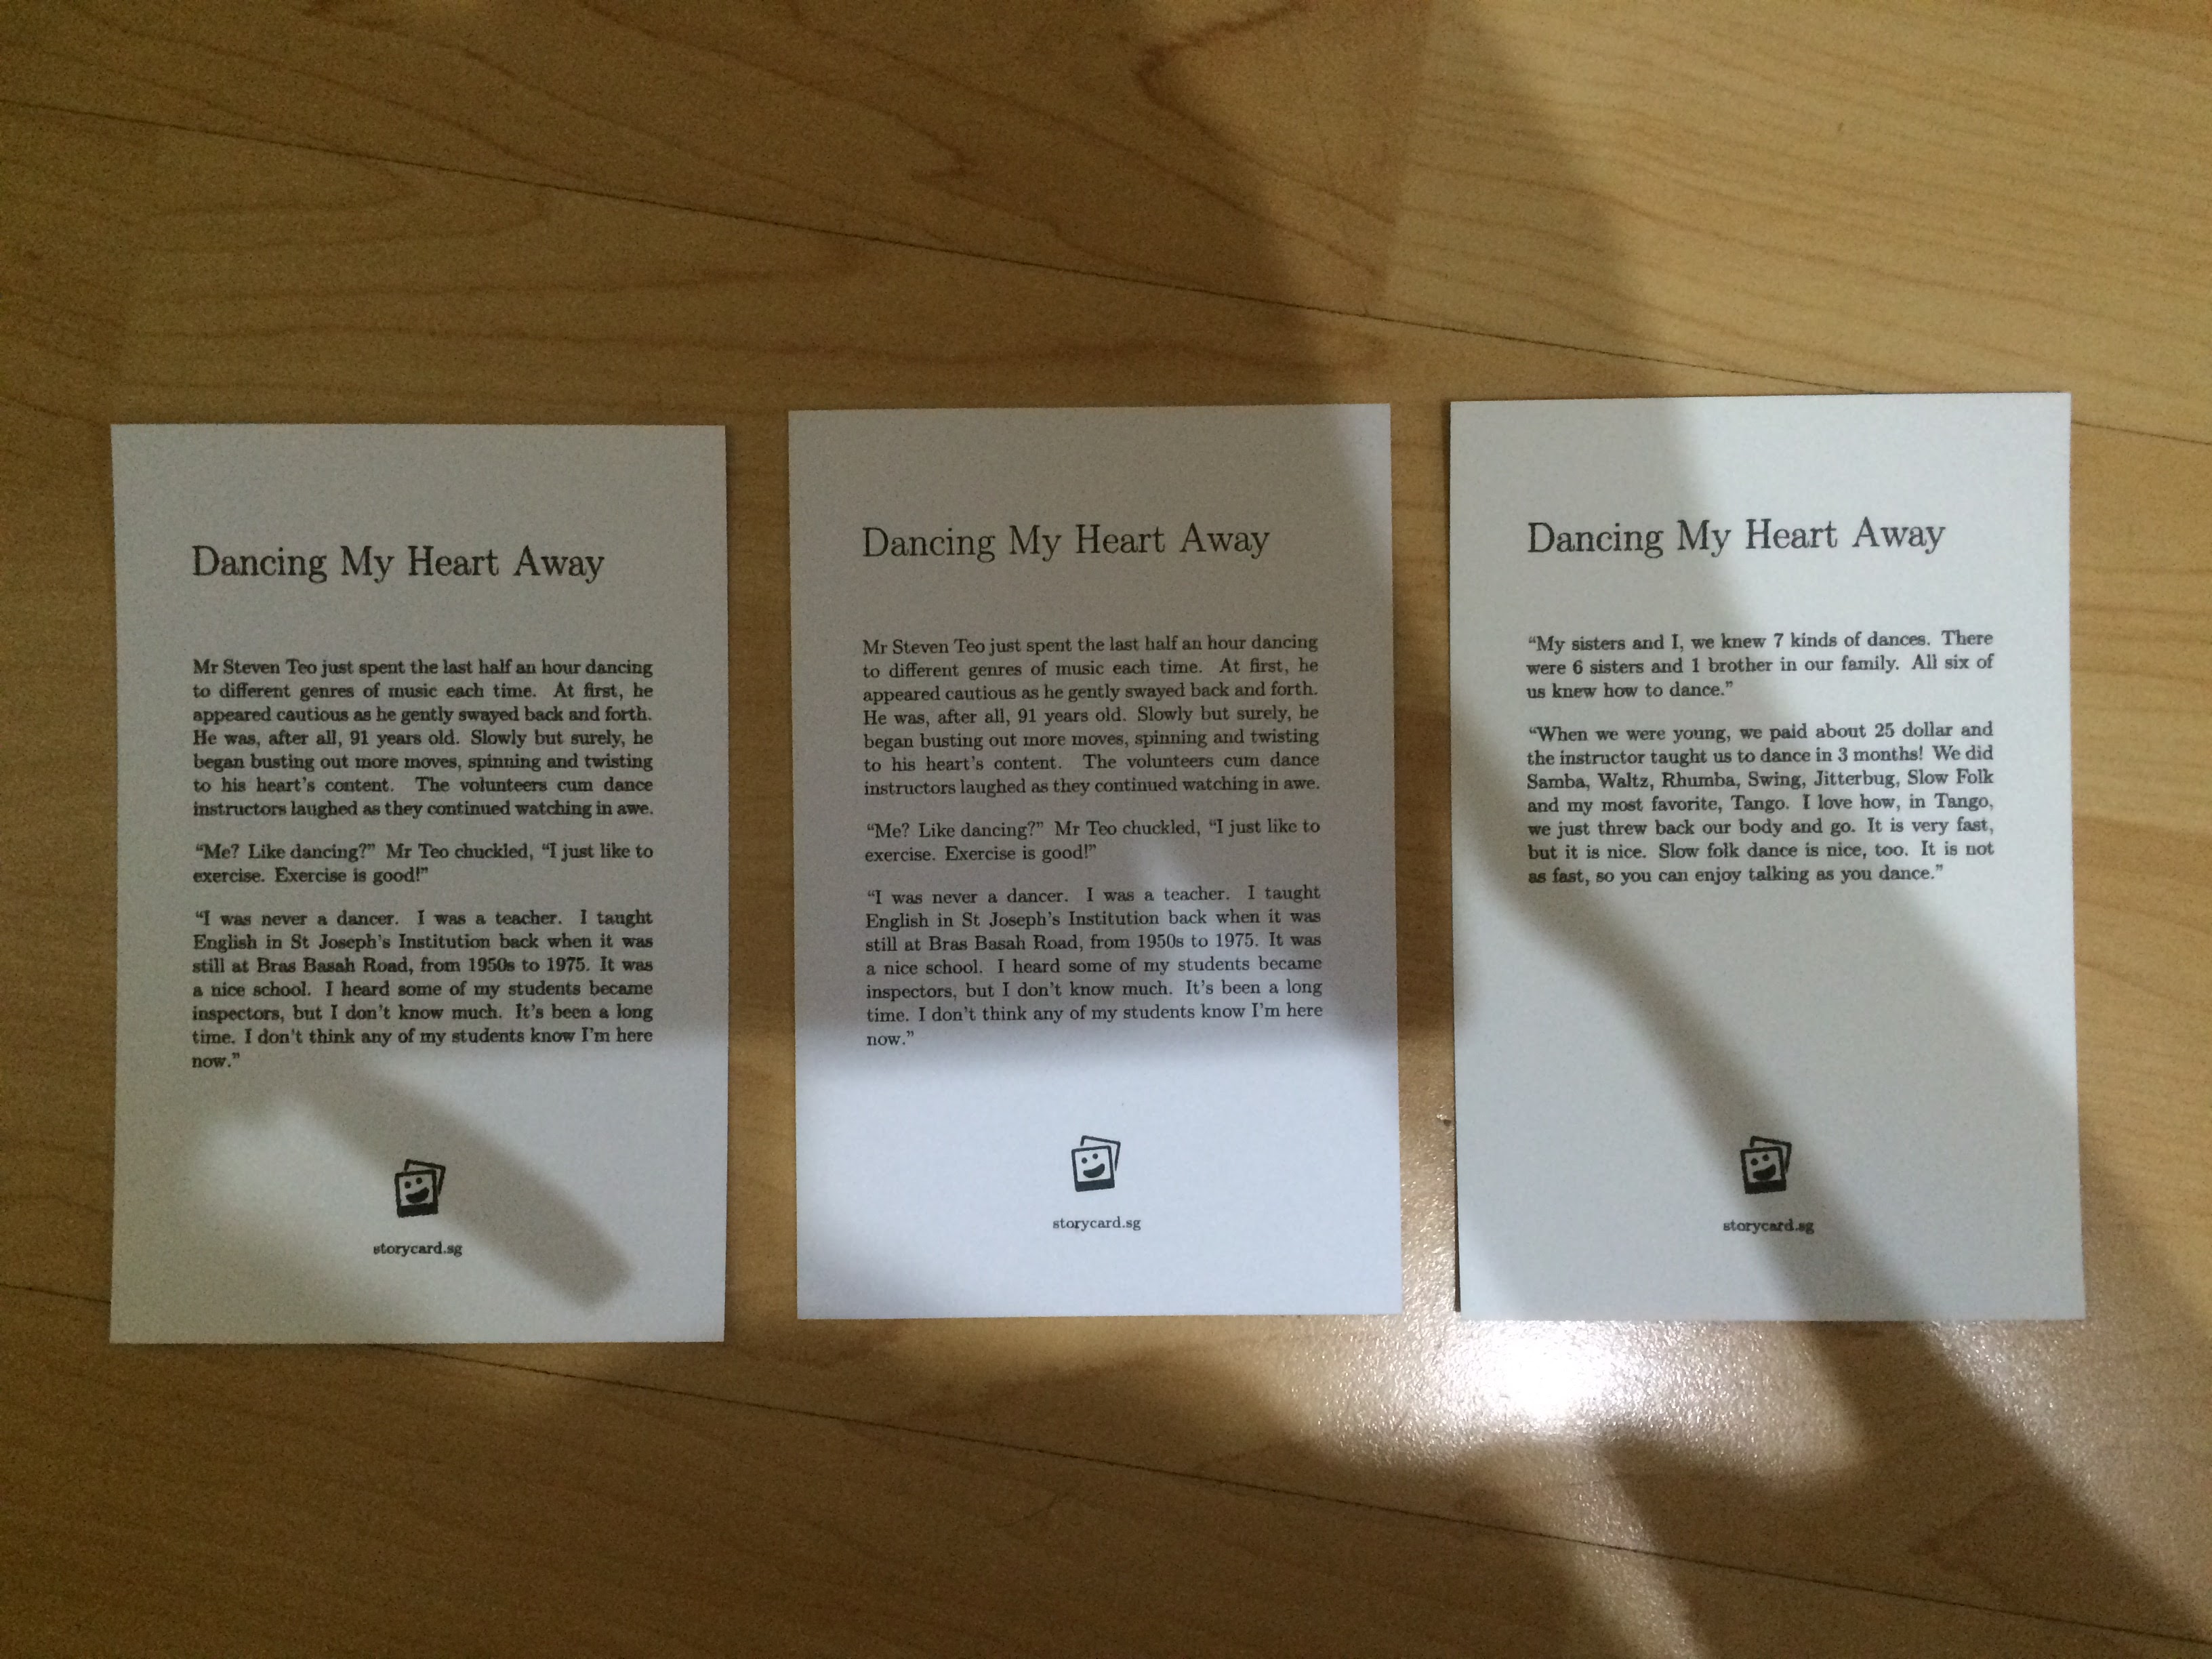 Dancing My Heart Away
Mr Steven Teo just spent the last half an hour dancing
to different genres of music each time. At first, he
appeared cautious as he gently swayed back and forth.
He was, after all, 91 years old. Slowly but surely, he
began busting out more moves, spinning and twisting
to his heart's content. The volunteers cum dance
instructors laughed as they continued watching in awe.
“Me? Like dancing?” Mr Teo chuckled, “I just like to
exercise. Exercise is good!”
“I was never a dancer. I was a teacher. I taught
English in St Joseph's Institution back when it was
still at Bras Basah Road, from 1950s to 1975. It was
a nice school. I heard some of my students became
inspectors, but I don't know much. It's been a long
time. I don't think any of my students know I'm here
now.”
storycard.sg
Dancing My Heart Away
Mr Steven Teo just spent the last half an hour dancing
to different genres of music each time. At first, he
appeared cautious as he gently swayed back and forth.
He was, after all, 91 years old. Slowly but surely, he
began busting out more moves, spinning and twisting
to his heart's content. The volunteers cum dance
instructors laughed as they continued watching in awe.
“Me? Like dancing?” Mr Teo chuckled, “I just like to
exercise. Exercise is good!”
“I was never a dancer. I was a teacher. I taught
English in St Joseph's Institution back when it was
still at Bras Basah Road, from 1950s to 1975. It was
a nice school. I heard some of my students became
inspectors, but I don't know much. It's been a long
time. I don't think any of my students know I'm here
now.”
storycard.sg
Dancing My Heart Away
“My sisters and I, we knew 7 kinds of dances. There
were 6 sisters and 1 brother in our family. All six of
us knew how to dance.”
“When we were young, we paid about 25 dollar and
the instructor taught us to dance in 3 months! We did
Samba, Waltz, Rhumba, Swing, Jitterbug, Slow Folk
and my most favorite, Tango. I love how, in Tango,
we just threw back our body and go. It is very fast,
but it is nice. Slow folk dance is nice, too. It is not
as fast, so you can enjoy talking as you dance.”
storycard.sg